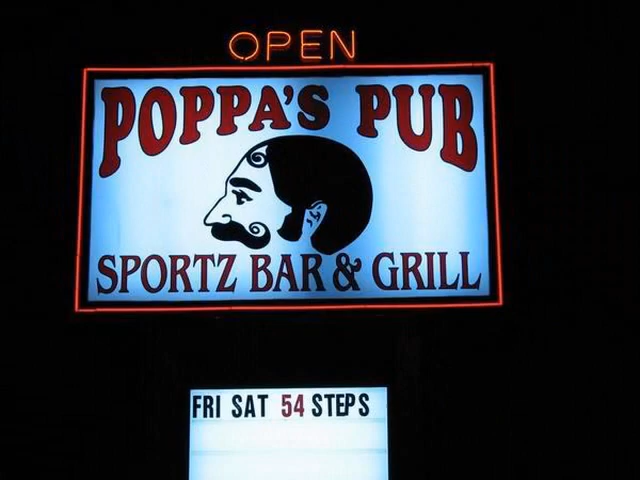 OPEN
POPPA'S PUB
SPORTZ BAR & GRILL
FRI SAT 54 STEPS